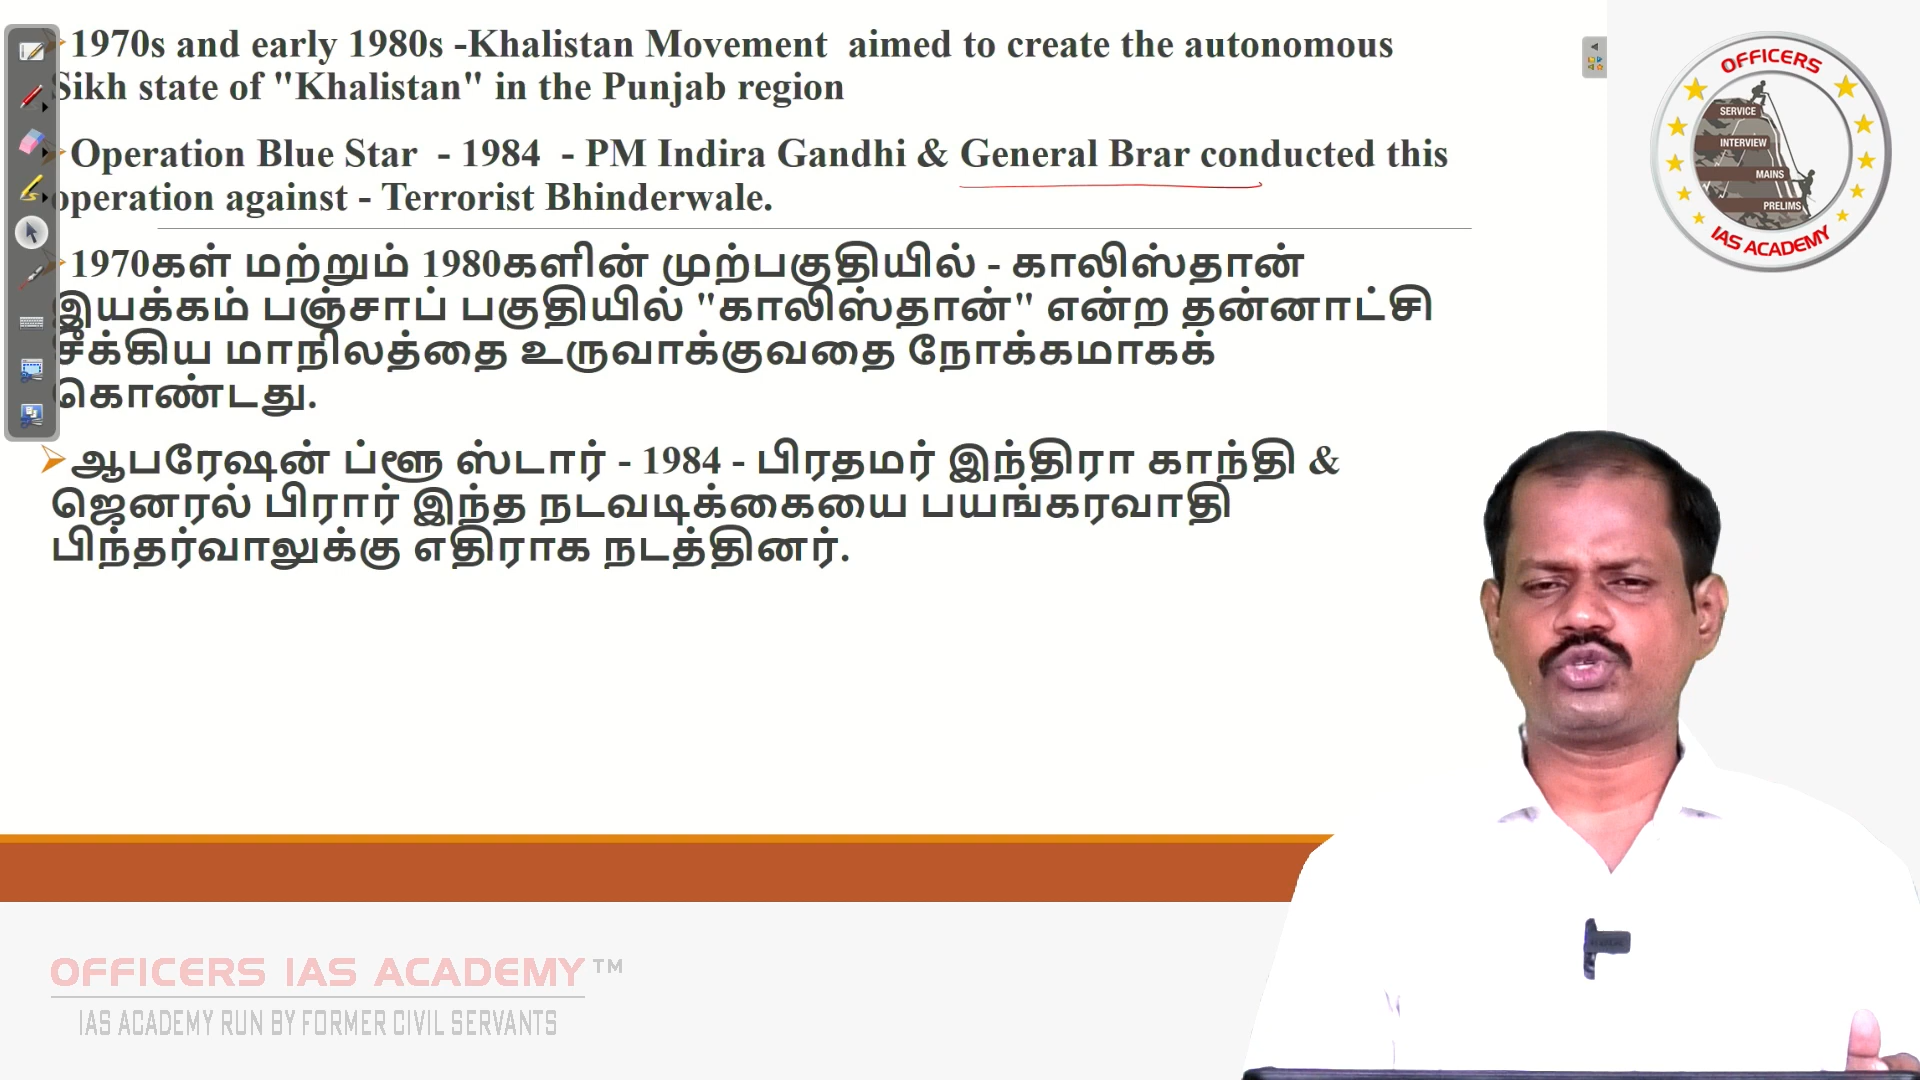 1970s and early 1980s -Khalistan Movement aimed to create the autonomous
Sikh state of "Khalistan" in the Punjab region
Operation Blue Star - 1984 - PM Indira Gandhi & General Brar conducted this
operation against - Terrorist Bhinderwale.
1970கள் மற்றும் 1980களின் முற்பகுதியில் - காலிஸ்தான்
இயக்கம் பஞ்சாப் பகுதியில் "காலிஸ்தான்" என்ற தன்னாட்சி
சீக்கிய மாநிலத்தை உருவாக்குவதை நோக்கமாகக்
கொண்டது.
ஆபரேஷன் ப்ளூ ஸ்டார் - 1984 - பிரதமர் இந்திரா காந்தி &
ஜெனரல் பிரார் இந்த நடவடிக்கையை பயங்கரவாதி
பிந்தர்வாலுக்கு எதிராக நடத்தினர்.
OFFICERS
SERVICE
INTERVIEW
MAINS
PRELIMS
IAS ACADEMY
OFFICERS IAS ACADEMY™
IAS ACADEMY RUN BY FORMER CIVIL SERVANTS